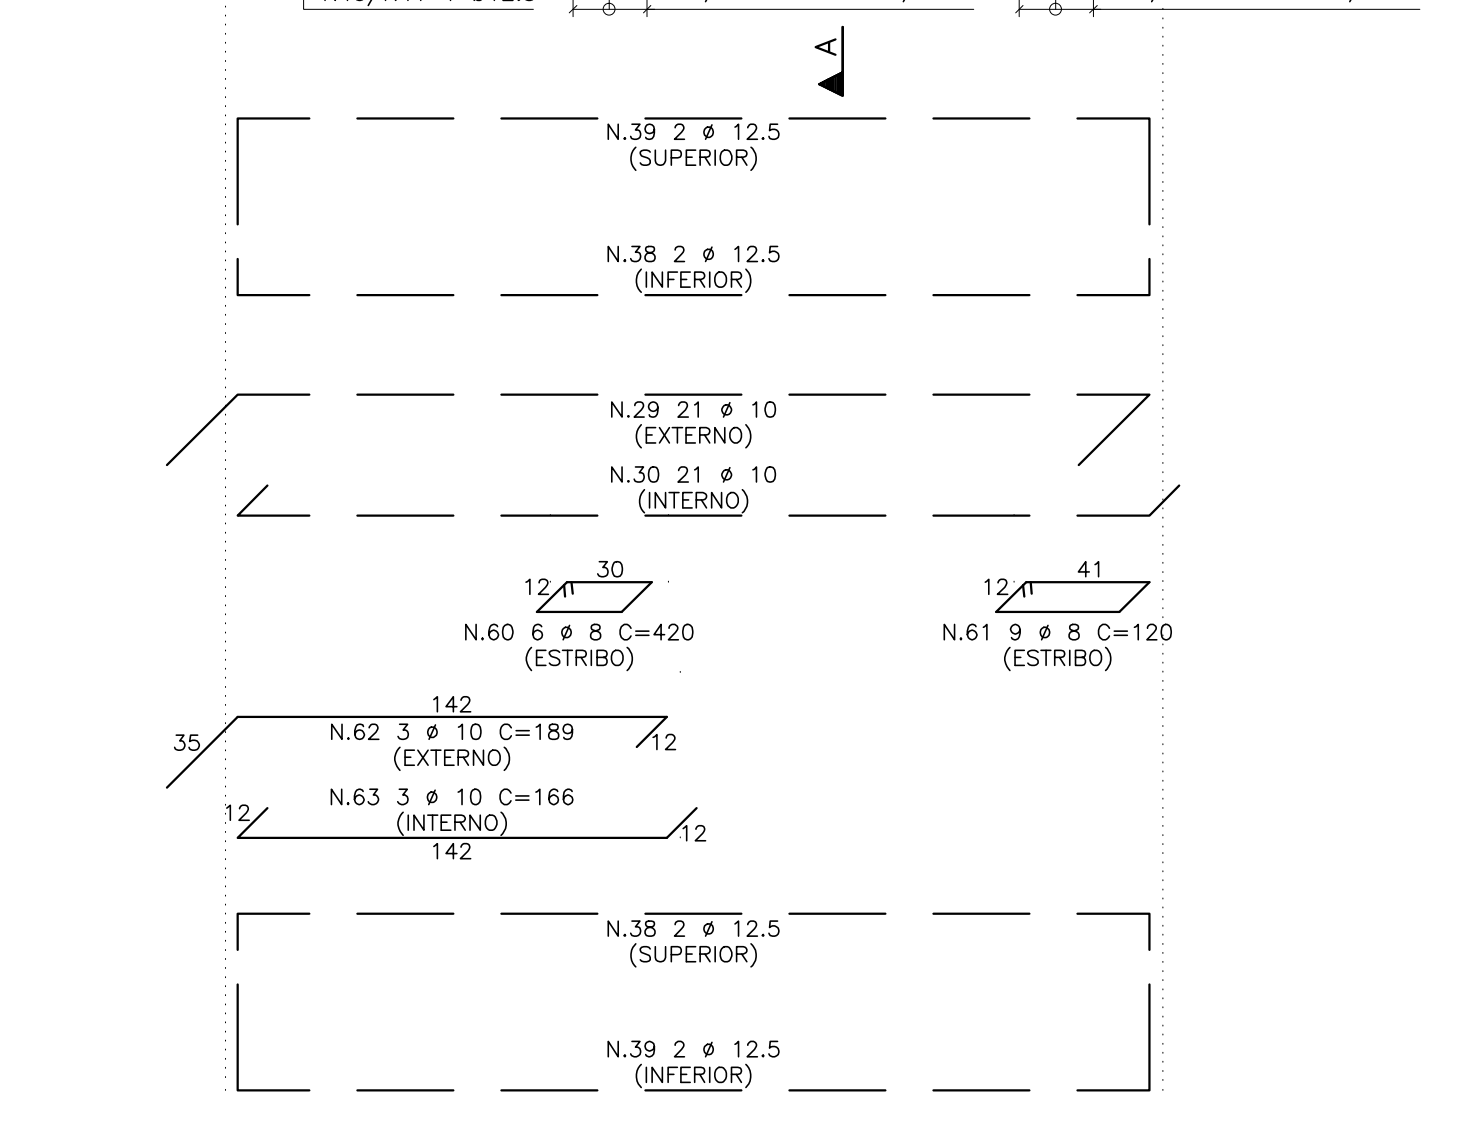 A
N.39 2 ø 12.5
(SUPERIOR)
N.38 2 ø 12.5
(INFERIOR)
N.29 21 ø 10
(EXTERNO)
N.30 21 ø 10
(INTERNO)
30
12
N.60 6 ø 8 C=420
(ESTRIBO)
41
12
N.61 9 ø 8 C=120
(ESTRIBO)
142
35
N.62 3 ø 10 C=189
(EXTERNO)
12
12
N.63 3 ø 10 C=166
(INTERNO)
12
142
N.38 2 ø 12.5
(SUPERIOR)
N.39 2 ø 12.5
(INFERIOR)